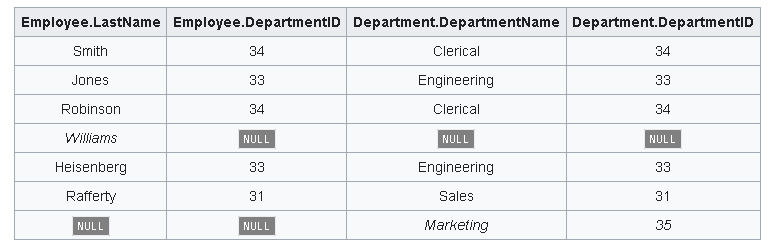 Employee.LastName Employee.DepartmentID Department.DepartmentName Department.DepartmentID
Smith 34 Clerical 34
Jones 33 Engineering 33
Robinson 34 Clerical 34
Williams NULL NULL NULL
Heisenberg 33 Engineering 33
Rafferty 31 Sales 31
NULL NULL Marketing 35